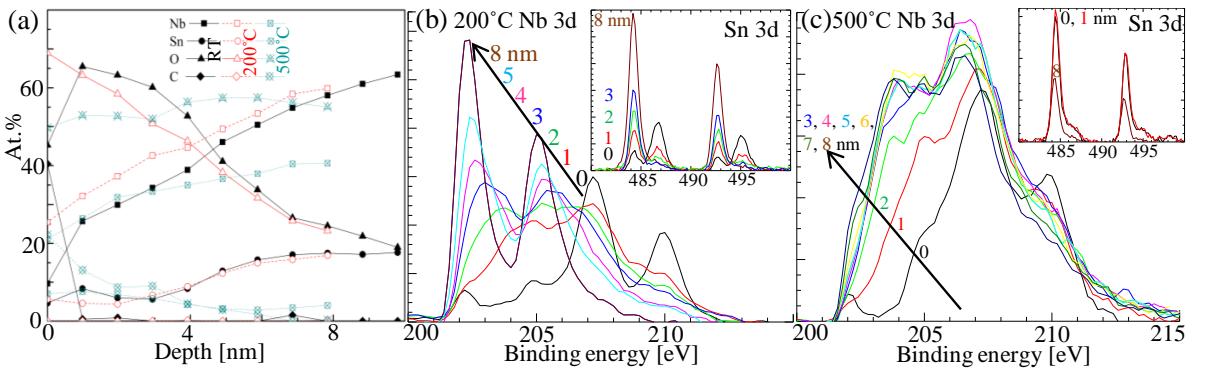 (a)
Nb
Sn
O
C
RT
200˚C
500˚C
At.%
60
40
20
0
0
4
8
Depth [nm]
(b)
200˚C Nb 3d
8 nm
5
4
3
2
1
0
Sn 3d
8 nm
3
2
1
0
485
490
495
200
205
210
Binding energy [eV]
(c)
500˚C Nb 3d
3, 4, 5, 6,
7, 8 nm
2
1
0
Sn 3d
0, 1 nm
8
485
490
495
200
205
210
215
Binding energy [eV]